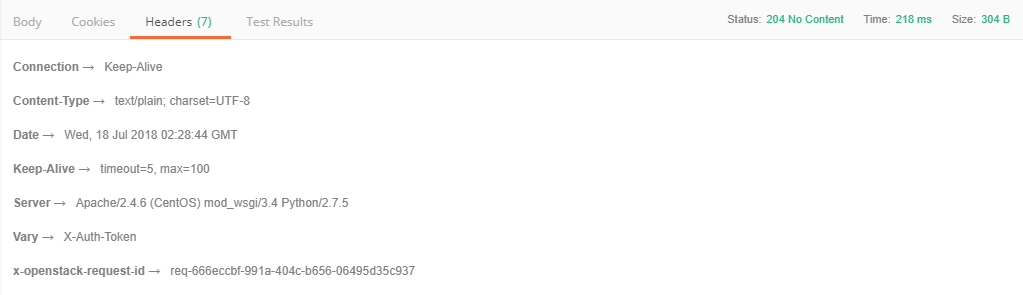 Body Cookies Headers (7) Test Results Status: 204 No Content Time: 218 ms Size: 304 B
Connection → Keep-Alive
Content-Type → text/plain; charset=UTF-8
Date → Wed, 18 Jul 2018 02:28:44 GMT
Keep-Alive → timeout=5, max=100
Server → Apache/2.4.6 (CentOS) mod_wsgi/3.4 Python/2.7.5
Vary → X-Auth-Token
x-openstack-request-id → req-666eccbf-991a-404c-b656-06495d35c937